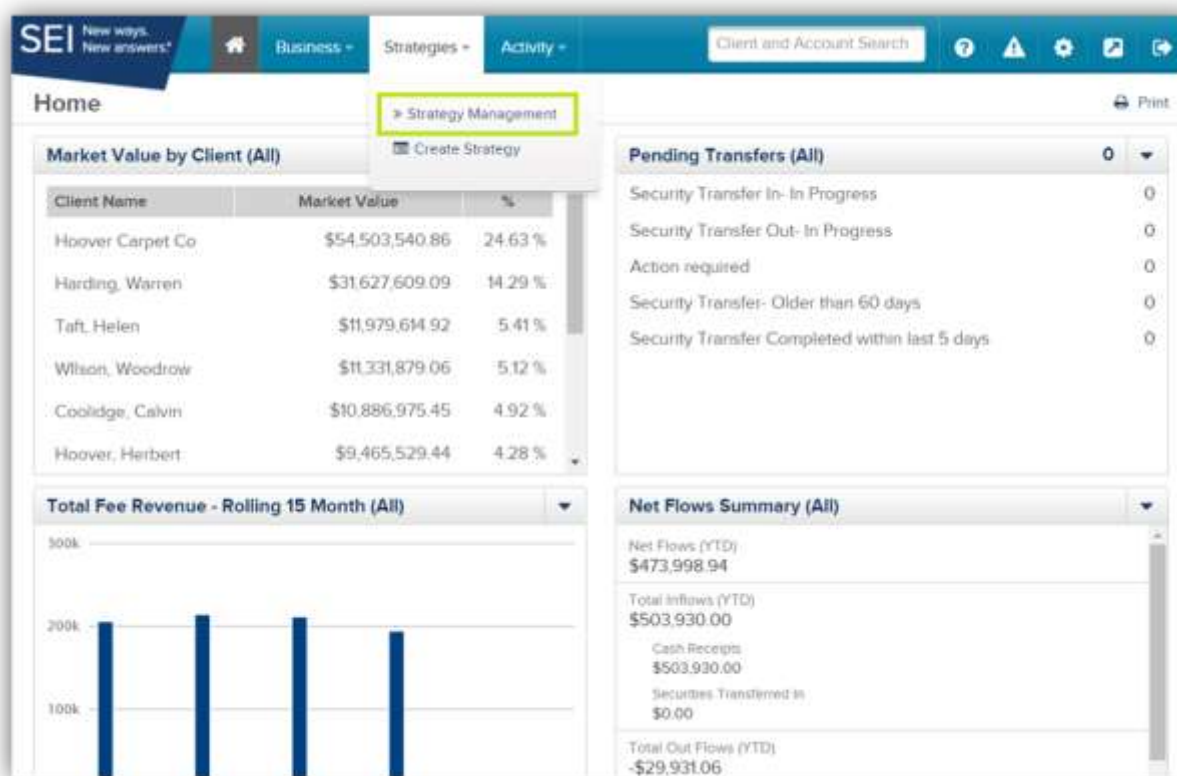 SEI New ways.
New answers.®
Business
Strategies
Activity
Client and Account Search
Home
» Strategy Management
Create Strategy
Print
Market Value by Client (All)
Client Name Market Value %
Hoover Carpet Co $54,503,540.86 24.63 %
Harding, Warren $31,627,609.09 14.29 %
Taft, Helen $11,979,614.92 5.41 %
WIlson, Woodrow $11,331,879.06 5.12 %
Coolidge, Calvin $10,886,975.45 4.92 %
Hoover, Herbert $9,465,529.44 4.28 %
Pending Transfers (All) 0
Security Transfer In- In Progress 0
Security Transfer Out- In Progress 0
Action required 0
Security Transfer- Older than 60 days 0
Security Transfer Completed within last 5 days 0
Total Fee Revenue - Rolling 15 Month (All)
300k
200k
100k
Net Flows Summary (All)
Net Flows (YTD)
$473,998.94
Total Inflows (YTD)
$503,930.00
Cash Receipts
$503,930.00
Securities Transferred In
$0.00
Total Out Flows (YTD)
-$29,931.06